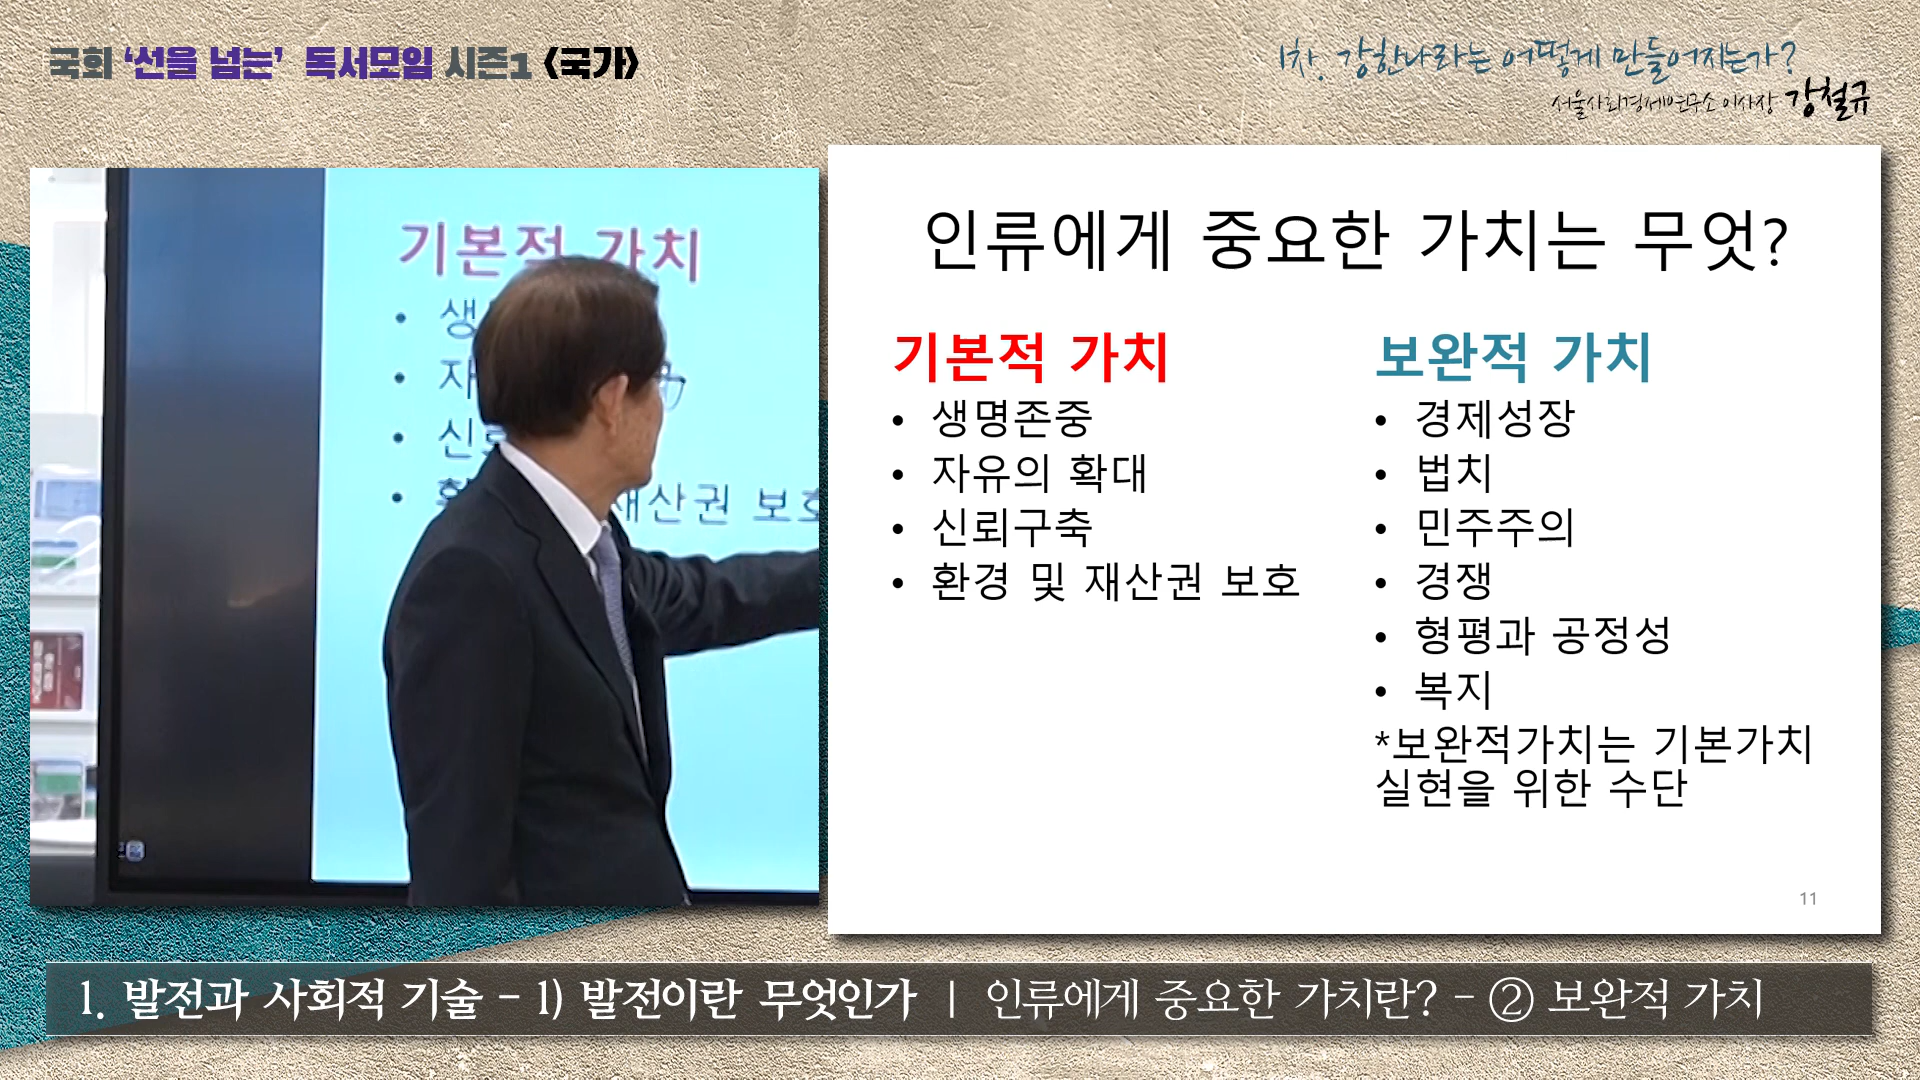 국회 ‘선을 넘는’ 독서모임 시즌1 <국가>
1차. 강한나라는 어떻게 만들어지는가?
서울사회경제연구소 이사장 강철규
기본적 가치
• 생
• 자
• 신뢰
• 환 재산권 보호
인류에게 중요한 가치는 무엇?
기본적 가치
• 생명존중
• 자유의 확대
• 신뢰구축
• 환경 및 재산권 보호
보완적 가치
• 경제성장
• 법치
• 민주주의
• 경쟁
• 형평과 공정성
• 복지
*보완적가치는 기본가치
실현을 위한 수단
11
1. 발전과 사회적 기술 - 1) 발전이란 무엇인가 | 인류에게 중요한 가치란? - ② 보완적 가치